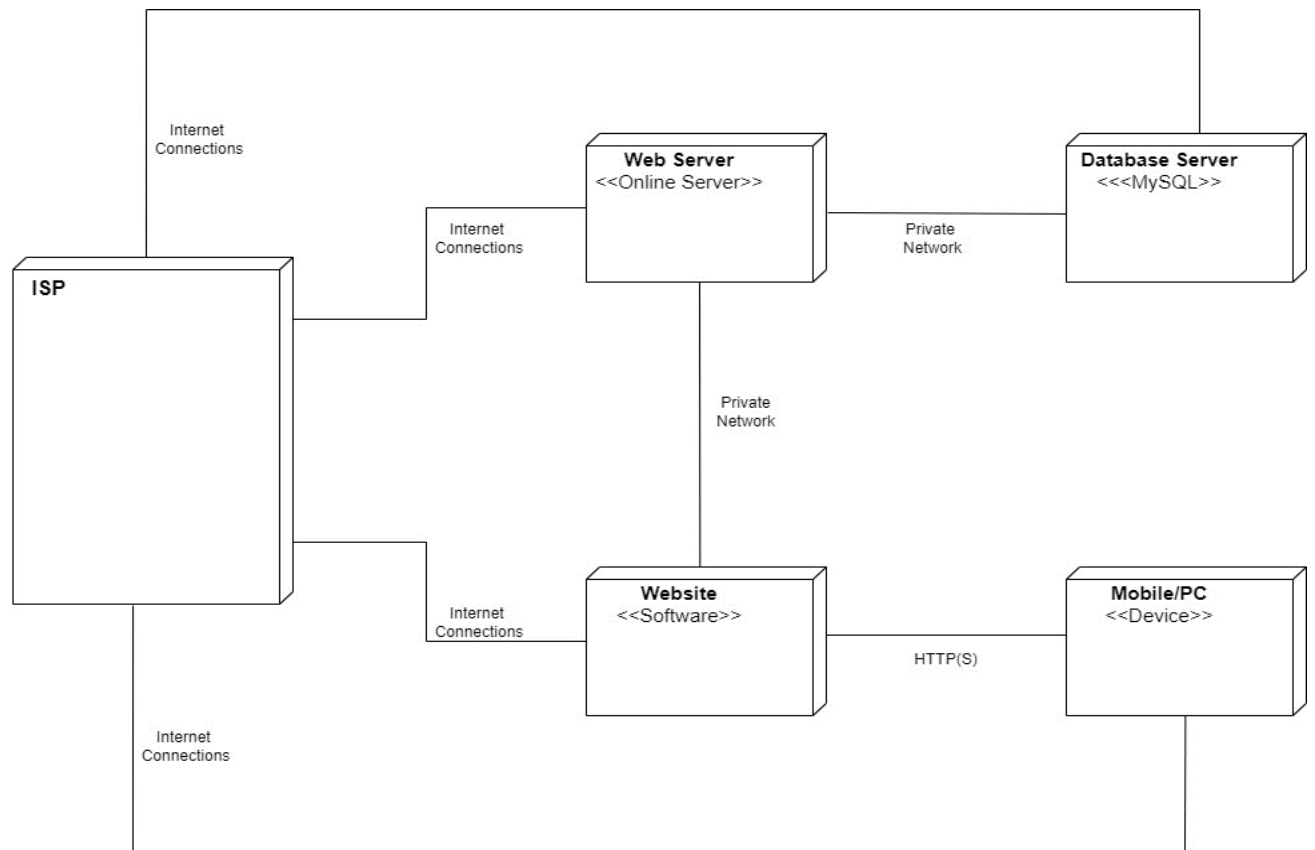 Internet
Connections
Web Server
<<Online Server>>
Database Server
<<<MySQL>>
Internet
Connections
Private
Network
ISP
Private
Network
Website
<<Software>>
Mobile/PC
<<Device>>
Internet
Connections
HTTP(S)
Internet
Connections